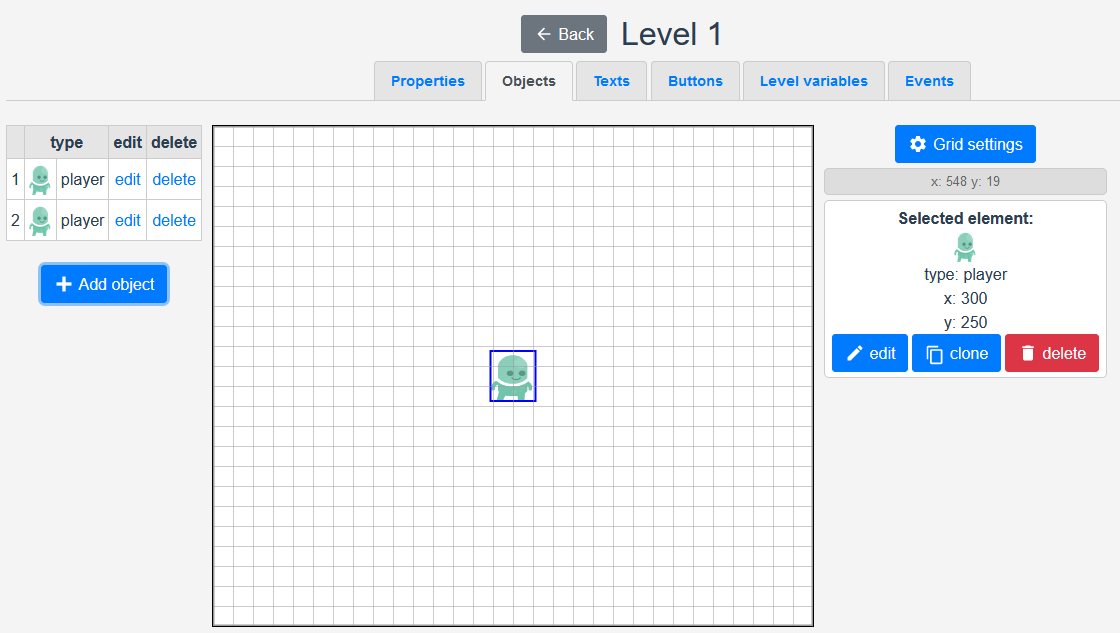 Back Level 1
Properties Objects Texts Buttons Level variables Events
type edit delete
1 player edit delete
2 player edit delete
Add object
Grid settings
x: 548 y: 19
Selected element:
type: player
x: 300
y: 250
edit clone delete